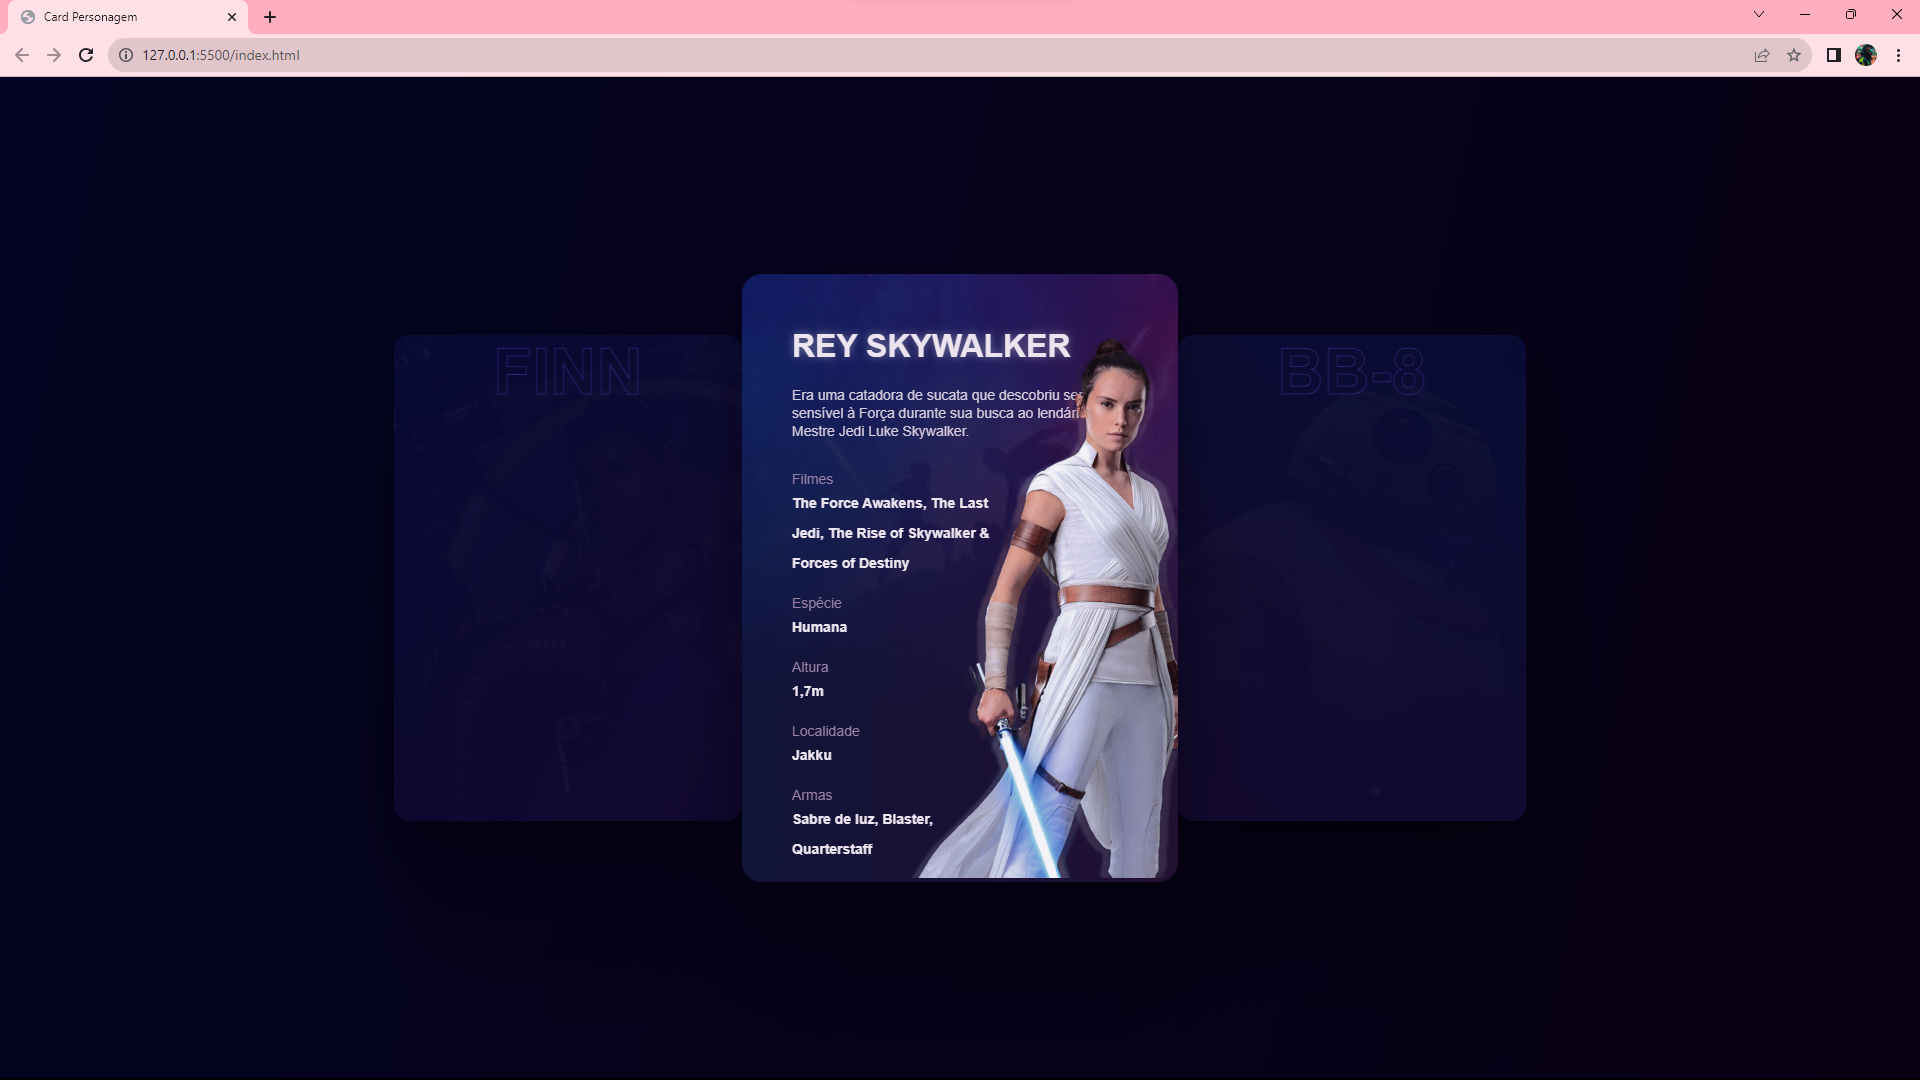 Card Personagem
127.0.0.1:5500/index.html
FINN
REY SKYWALKER
Era uma catadora de sucata que descobriu se
sensível à Força durante sua busca ao lendári
Mestre Jedi Luke Skywalker.
Filmes
The Force Awakens, The Last
Jedi, The Rise of Skywalker &
Forces of Destiny
Espécie
Humana
Altura
1,7m
Localidade
Jakku
Armas
Sabre de luz, Blaster,
Quarterstaff
BB-8